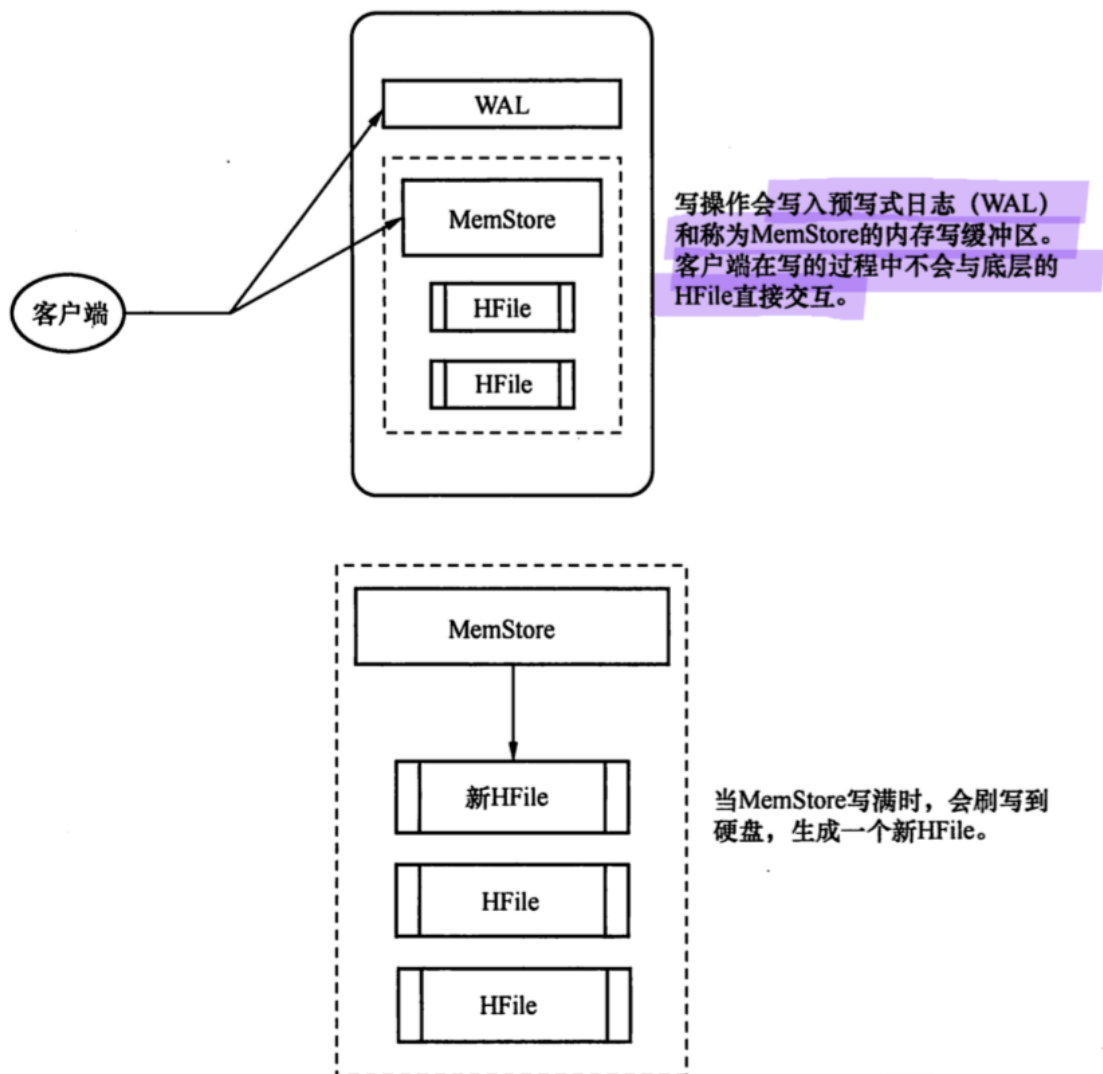 WAL
MemStore
写操作会写入预写式日志（WAL）
和称为MemStore的内存写缓冲区。
客户端在写的过程中不会与底层的
HFile直接交互。
客户端
HFile
HFile
MemStore
新HFile
当MemStore写满时，会刷写到
硬盘，生成一个新HFile。
HFile
HFile